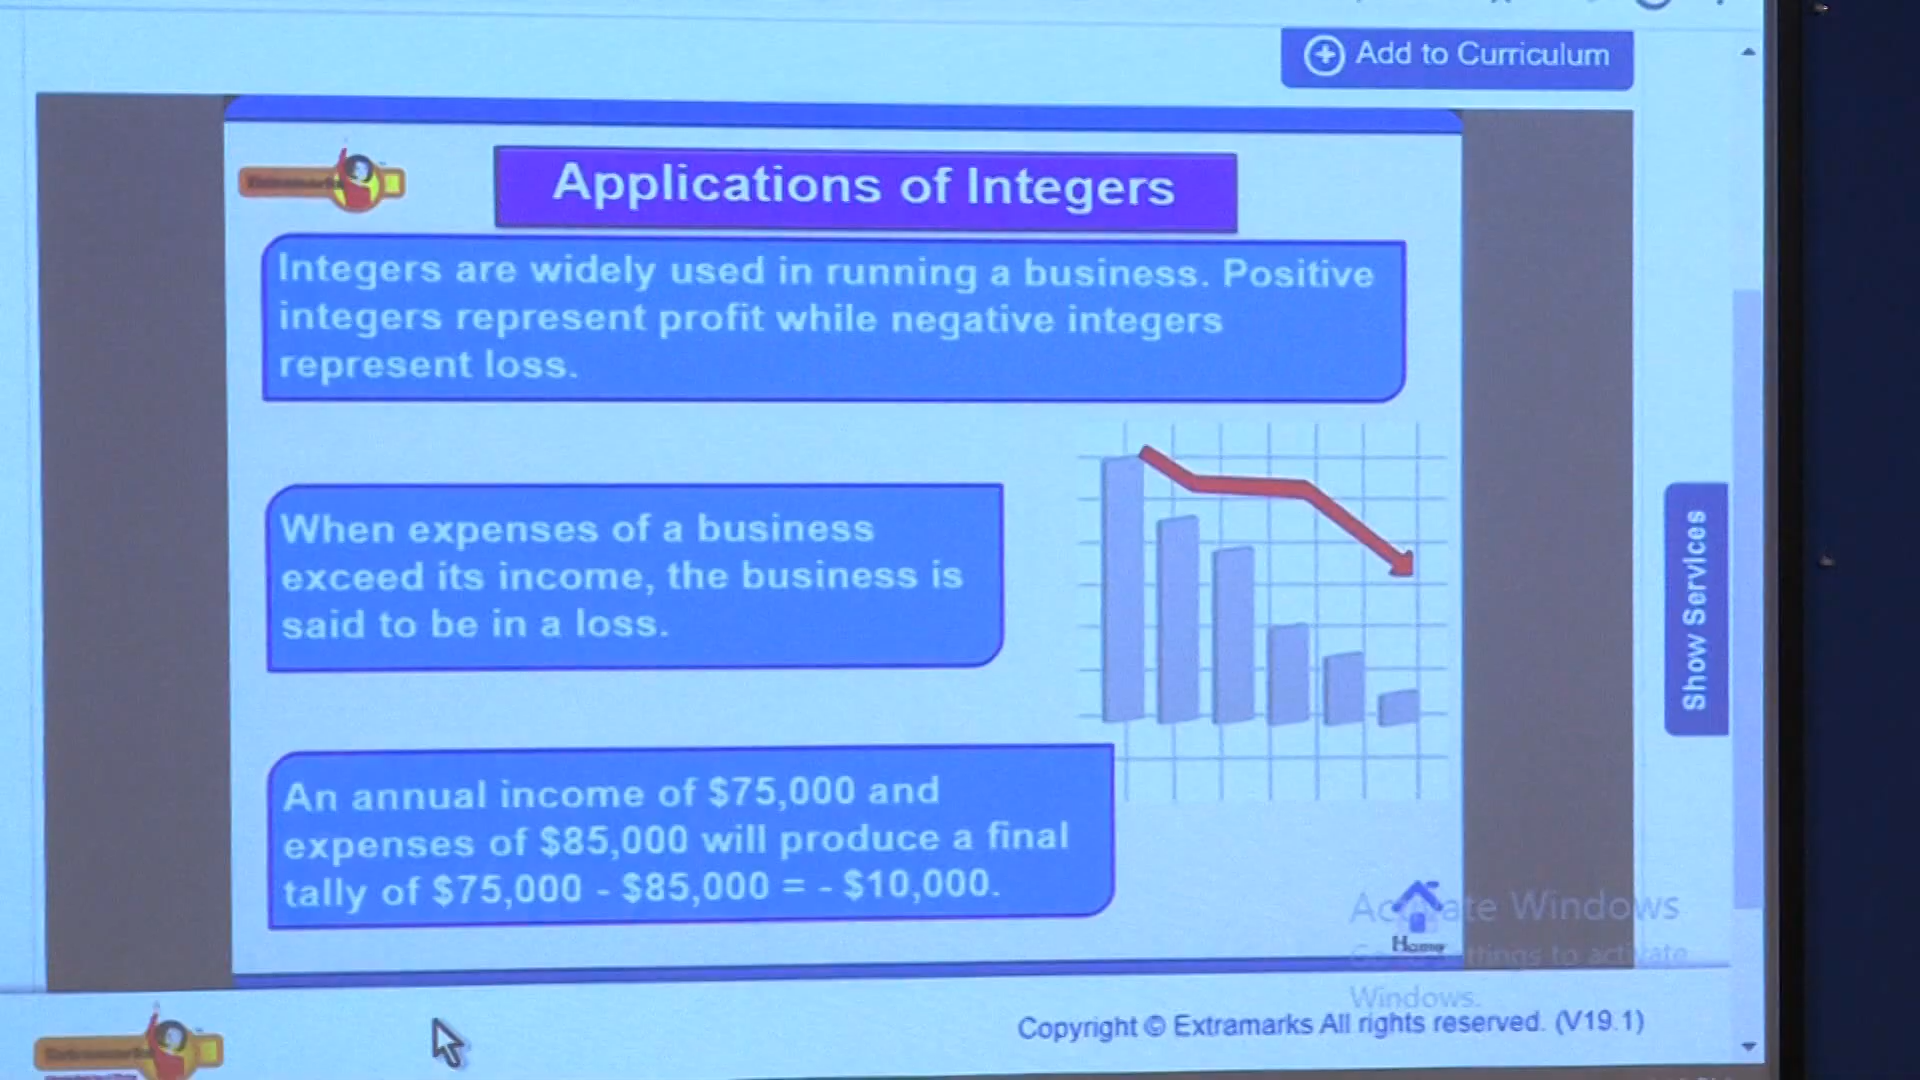 Add to Curriculum
Applications of Integers
Integers are widely used in running a business. Positive
integers represent profit while negative integers
represent loss.
When expenses of a business
exceed its income, the business is
said to be in a loss.
An annual income of $75,000 and
expenses of $85,000 will produce a final
tally of $75,000 - $85,000 = - $10,000.
Show Services
Home
Windows
Windows.
Copyright © Extramarks All rights reserved. (V19.1)